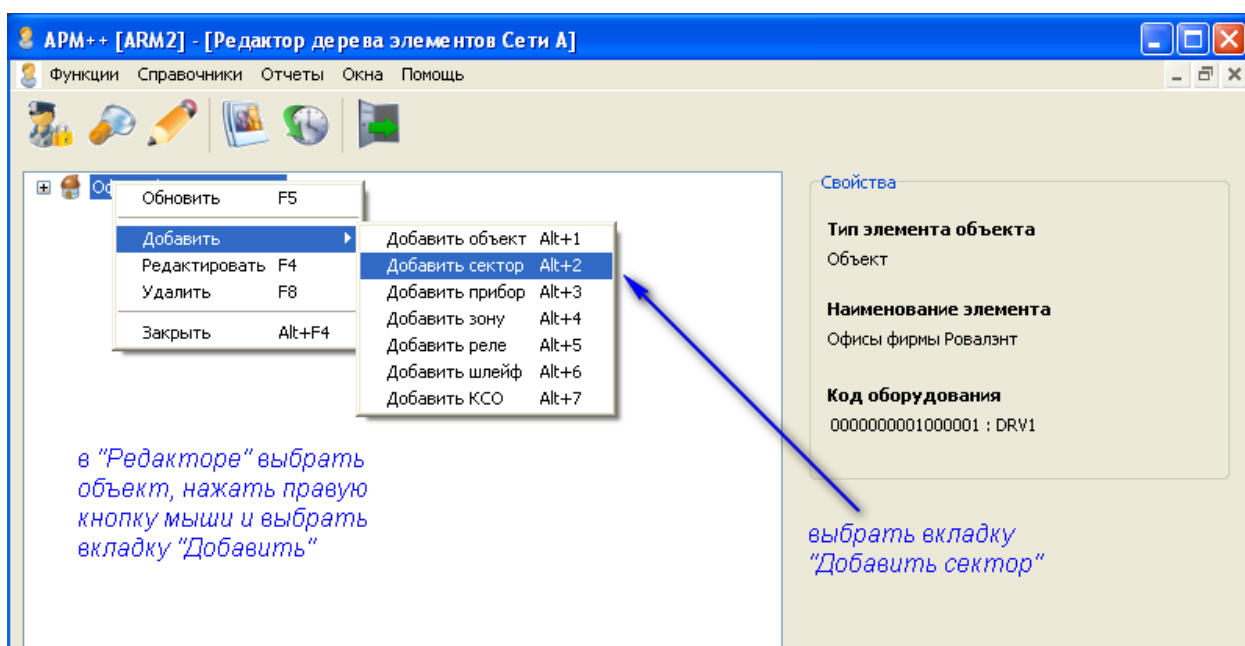 АРМ++ [ARM2] - [Редактор дерева элементов Сети А]
Функции Справочники Отчеты Окна Помощь
Обновить F5
Добавить
Редактировать F4
Удалить F8
Закрыть Alt+F4
Добавить объект Alt+1
Добавить сектор Alt+2
Добавить прибор Alt+3
Добавить зону Alt+4
Добавить реле Alt+5
Добавить шлейф Alt+6
Добавить КСО Alt+7
Свойства
Тип элемента объекта
Объект
Наименование элемента
Офисы фирмы Ровалэнт
Код оборудования
0000000001000001 : DRV1
в "Редакторе" выбрать
объект, нажать правую
кнопку мыши и выбрать
вкладку "Добавить"
выбрать вкладку
"Добавить сектор"